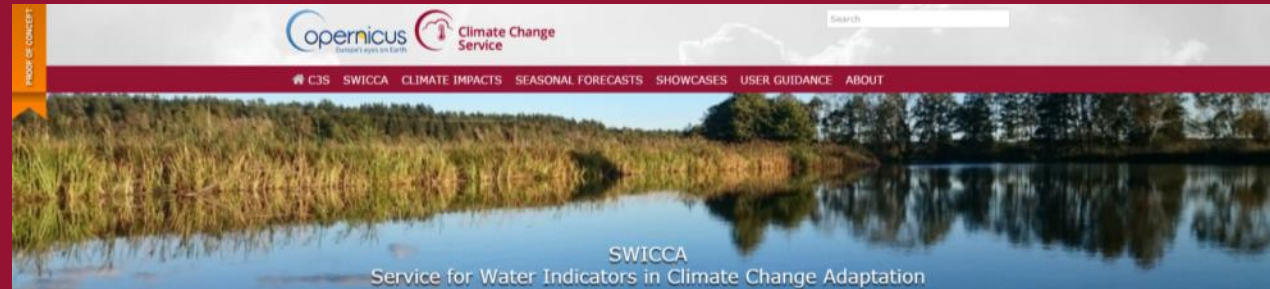 PROOF OF CONCEPT
Search
Copernicus
Europe's eyes on Earth
Climate Change
Service
C3S SWICCA CLIMATE IMPACTS SEASONAL FORECASTS SHOWCASES USER GUIDANCE ABOUT
SWICCA
Service for Water Indicators in Climate Change Adaptation